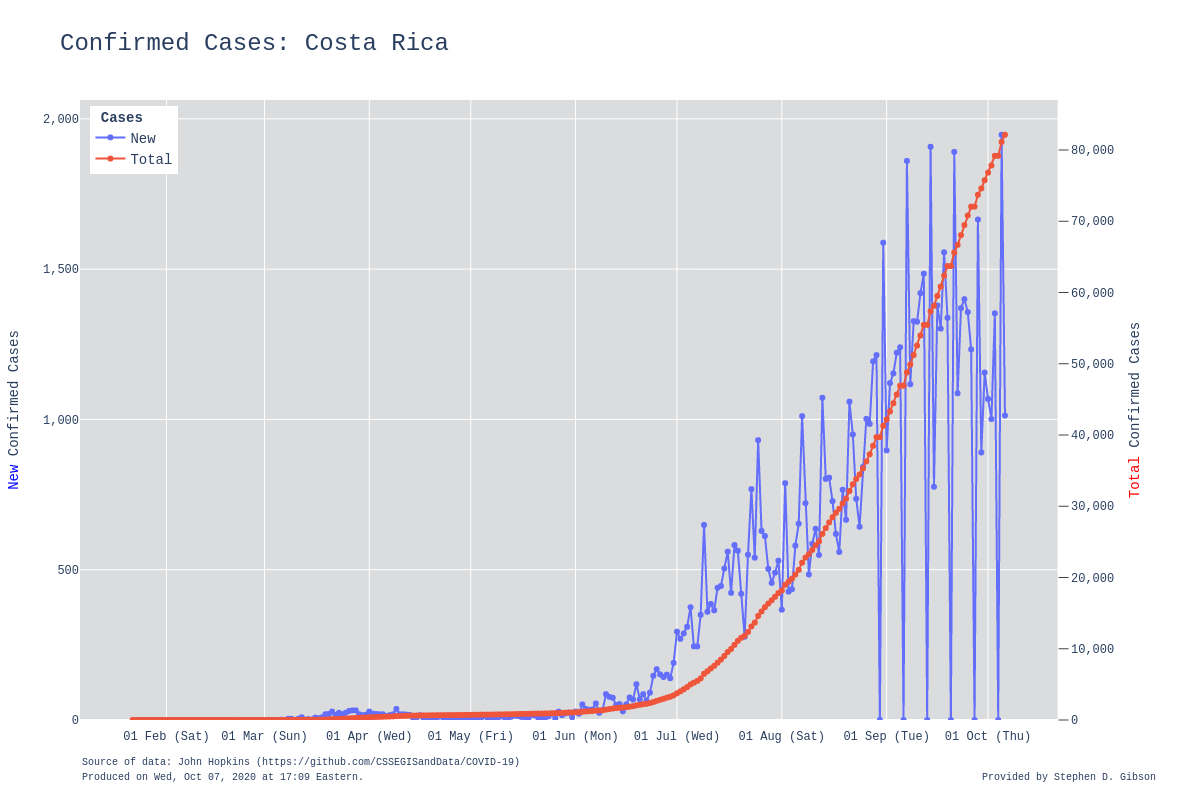 Confirmed Cases: Costa Rica
Cases
New
Total
2,000
1,500
1,000
500
0
80,000
70,000
60,000
50,000
40,000
30,000
20,000
10,000
0
New Confirmed Cases
Total Confirmed Cases
01 Feb (Sat) 01 Mar (Sun) 01 Apr (Wed) 01 May (Fri) 01 Jun (Mon) 01 Jul (Wed) 01 Aug (Sat) 01 Sep (Tue) 01 Oct (Thu)
Source of data: John Hopkins (https://github.com/CSSEGISandData/COVID-19)
Produced on Wed, Oct 07, 2020 at 17:09 Eastern.
Provided by Stephen D. Gibson